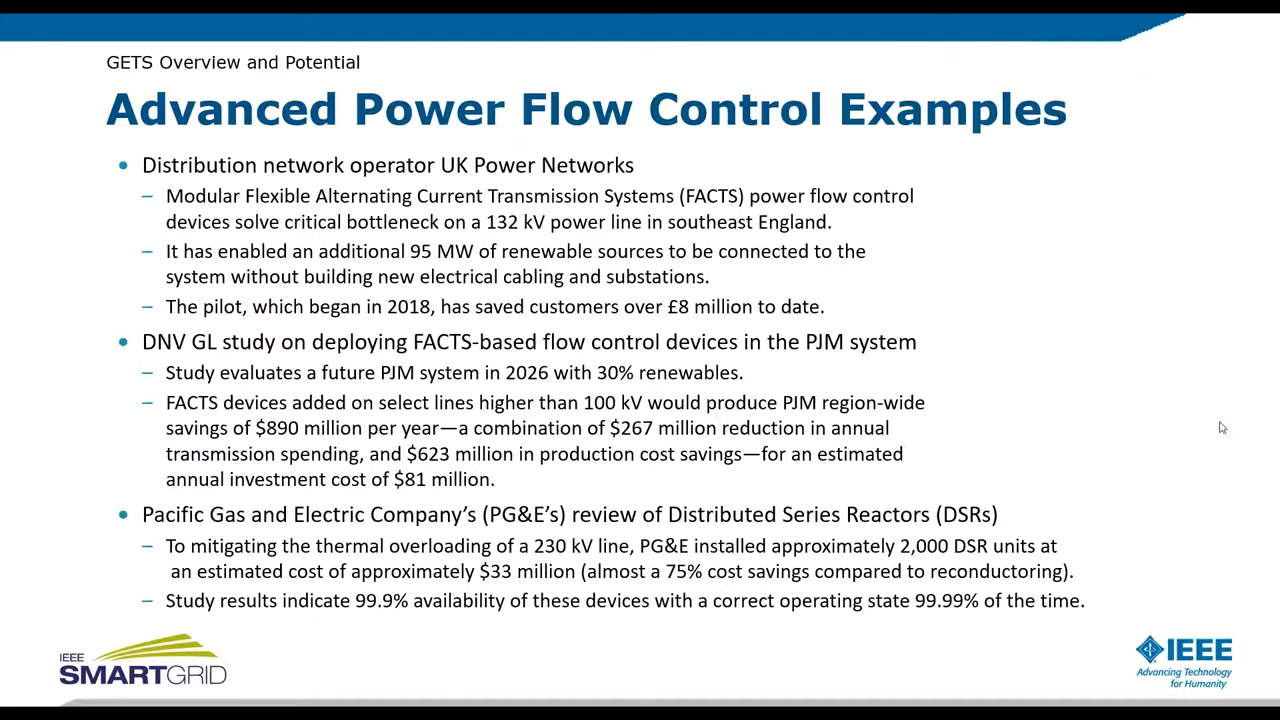 GETS Overview and Potential
Advanced Power Flow Control Examples
• Distribution network operator UK Power Networks
– Modular Flexible Alternating Current Transmission Systems (FACTS) power flow control
devices solve critical bottleneck on a 132 kV power line in southeast England.
– It has enabled an additional 95 MW of renewable sources to be connected to the
system without building new electrical cabling and substations.
– The pilot, which began in 2018, has saved customers over £8 million to date.
• DNV GL study on deploying FACTS-based flow control devices in the PJM system
– Study evaluates a future PJM system in 2026 with 30% renewables.
– FACTS devices added on select lines higher than 100 kV would produce PJM region-wide
savings of $890 million per year—a combination of $267 million reduction in annual
transmission spending, and $623 million in production cost savings—for an estimated
annual investment cost of $81 million.
• Pacific Gas and Electric Company's (PG&E's) review of Distributed Series Reactors (DSRs)
– To mitigating the thermal overloading of a 230 kV line, PG&E installed approximately 2,000 DSR units at
an estimated cost of approximately $33 million (almost a 75% cost savings compared to reconductoring).
– Study results indicate 99.9% availability of these devices with a correct operating state 99.99% of the time.
IEEE
SMARTGRID
IEEE
Advancing Technology
for Humanity